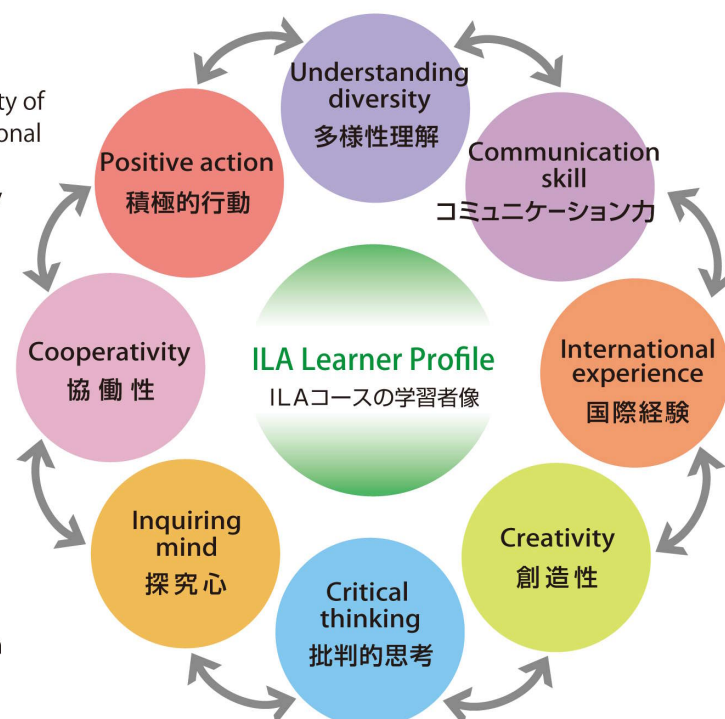 Understanding
diversity
多様性理解
Communication
skill
コミュニケーション力
International
experience
国際経験
Creativity
創造性
Critical
thinking
批判的思考
Inquiring
mind
探究心
Cooperativity
協働性
Positive action
積極的行動
ILA Learner Profile
ILAコースの学習者像